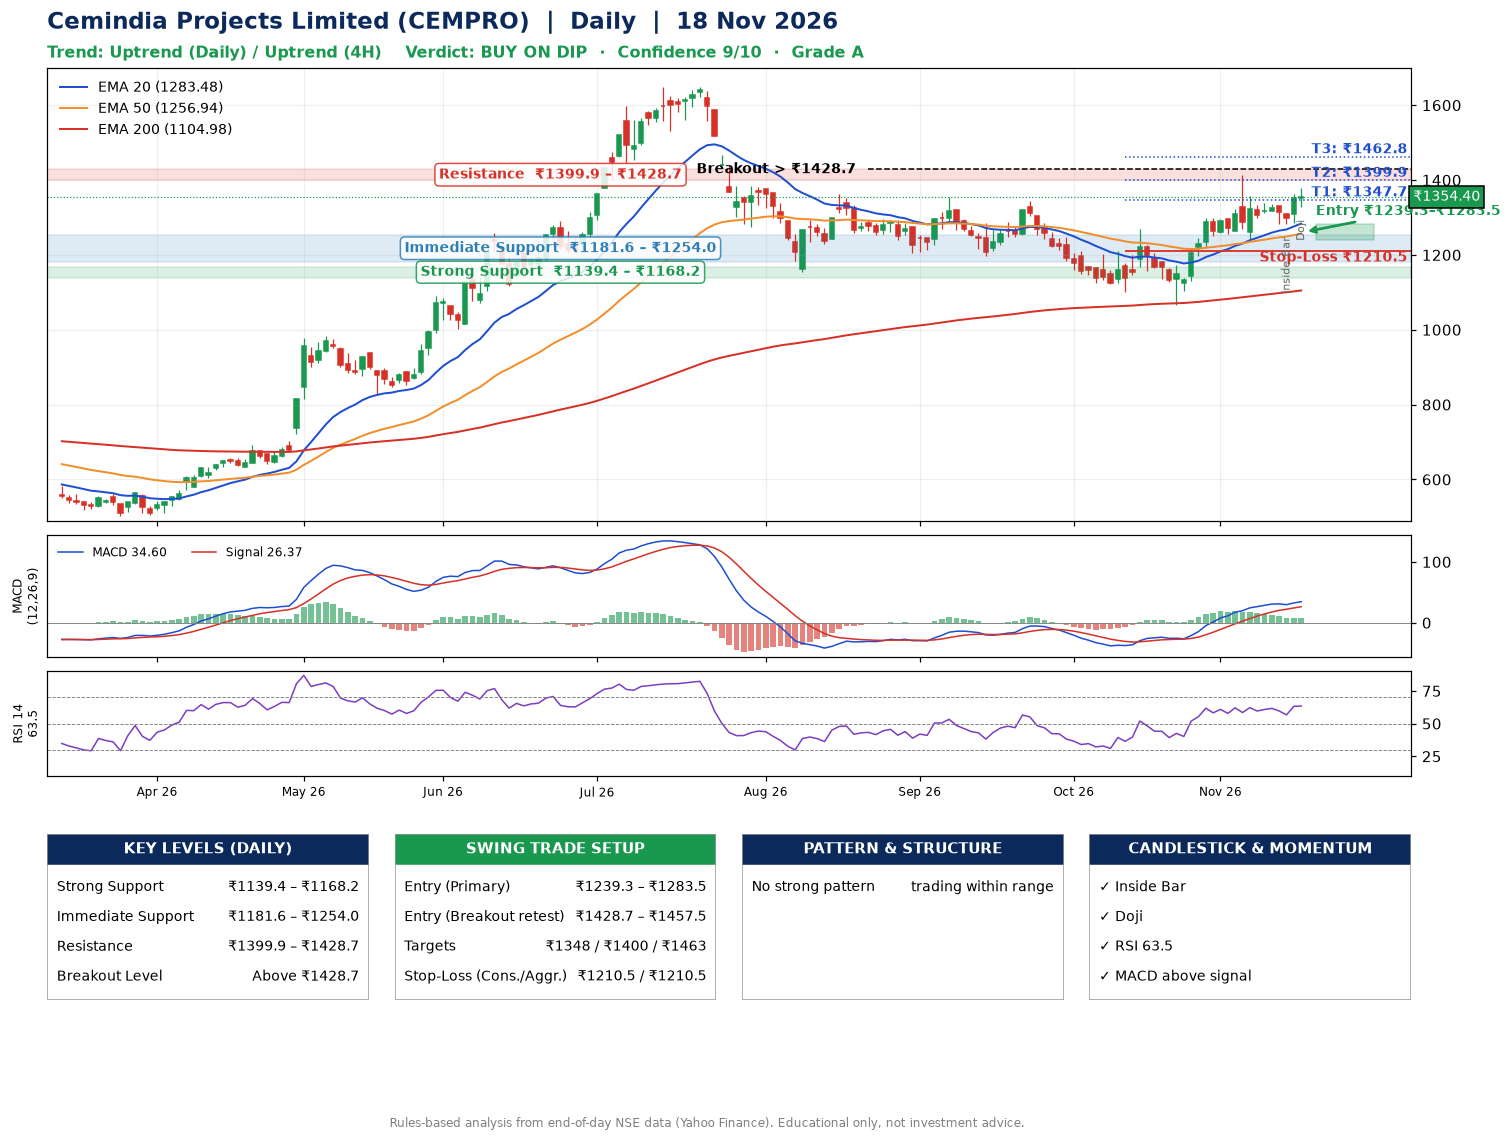 Cemindia Projects Limited (CEMPRO) | Daily | 18 Nov 2026
Trend: Uptrend (Daily) / Uptrend (4H) Verdict: BUY ON DIP · Confidence 9/10 · Grade A
EMA 20 (1283.48)
EMA 50 (1256.94)
EMA 200 (1104.98)
1600
1400
1200
1000
800
600
Resistance ₹1399.9 – ₹1428.7
Breakout > ₹1428.7
Immediate Support ₹1181.6 – ₹1254.0
Strong Support ₹1139.4 – ₹1168.2
T3: ₹1462.8
T2: ₹1399.9
T1: ₹1347.7
₹1354.40
Entry ₹1239.3–₹1283.5
Stop-Loss ₹1210.5
Inside Bar
Doji
MACD 34.60
Signal 26.37
MACD
(12,26,9)
100
0
RSI 14
63.5
75
50
25
Apr 26
May 26
Jun 26
Jul 26
Aug 26
Sep 26
Oct 26
Nov 26
KEY LEVELS (DAILY)
Strong Support ₹1139.4 – ₹1168.2
Immediate Support ₹1181.6 – ₹1254.0
Resistance ₹1399.9 – ₹1428.7
Breakout Level Above ₹1428.7
SWING TRADE SETUP
Entry (Primary) ₹1239.3 – ₹1283.5
Entry (Breakout retest) ₹1428.7 – ₹1457.5
Targets ₹1348 / ₹1400 / ₹1463
Stop-Loss (Cons./Aggr.) ₹1210.5 / ₹1210.5
PATTERN & STRUCTURE
No strong pattern trading within range
CANDLESTICK & MOMENTUM
✓ Inside Bar
✓ Doji
✓ RSI 63.5
✓ MACD above signal
Rules-based analysis from end-of-day NSE data (Yahoo Finance). Educational only, not investment advice.